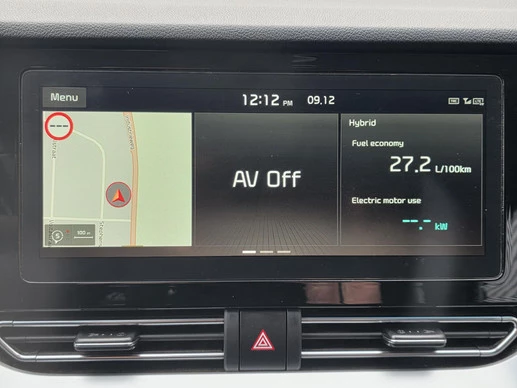 Menu
12:12 PM 09.12
---
100 m
S
AV Off
Hybrid
Fuel economy
27.2 L/100km
Electric motor use
--.- kW